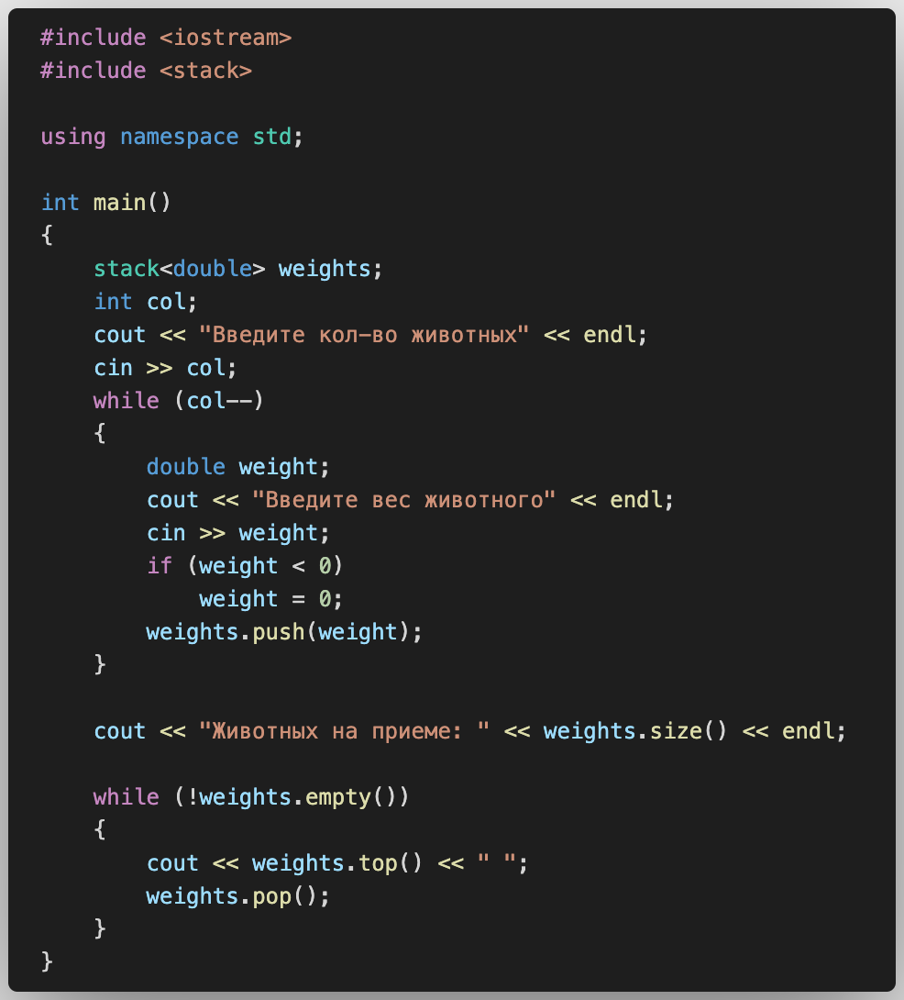 #include <iostream>
#include <stack>
using namespace std;
int main()
{
stack<double> weights;
int col;
cout << "Введите кол-во животных" << endl;
cin >> col;
while (col--)
{
double weight;
cout << "Введите вес животного" << endl;
cin >> weight;
if (weight < 0)
weight = 0;
weights.push(weight);
}
cout << "Животных на приеме: " << weights.size() << endl;
while (!weights.empty())
{
cout << weights.top() << " ";
weights.pop();
}
}